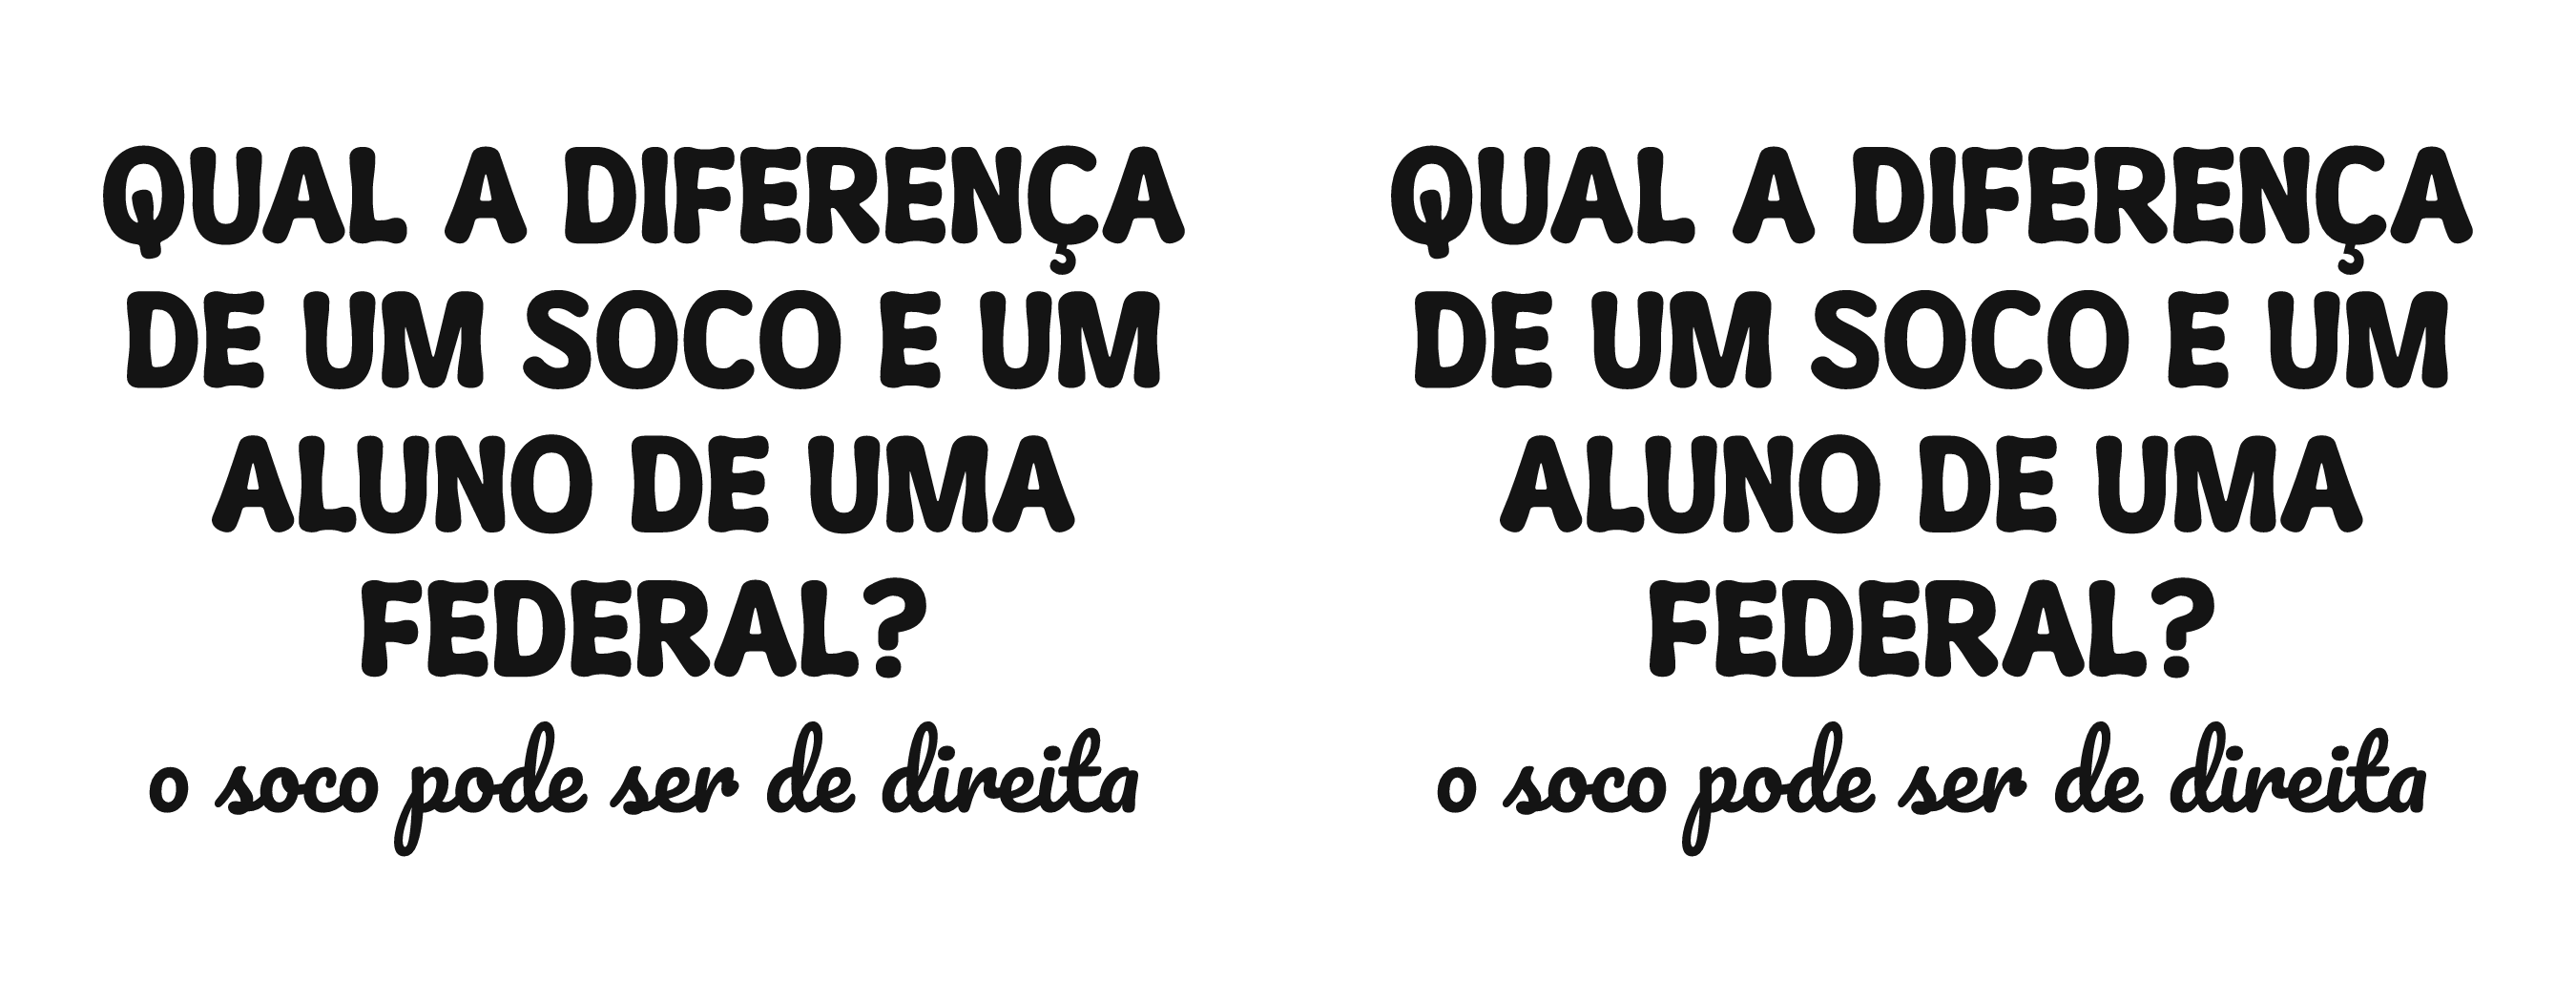 QUAL A DIFERENÇA
DE UM SOCO E UM
ALUNO DE UMA
FEDERAL?
o soco pode ser de direita
QUAL A DIFERENÇA
DE UM SOCO E UM
ALUNO DE UMA
FEDERAL?
o soco pode ser de direita